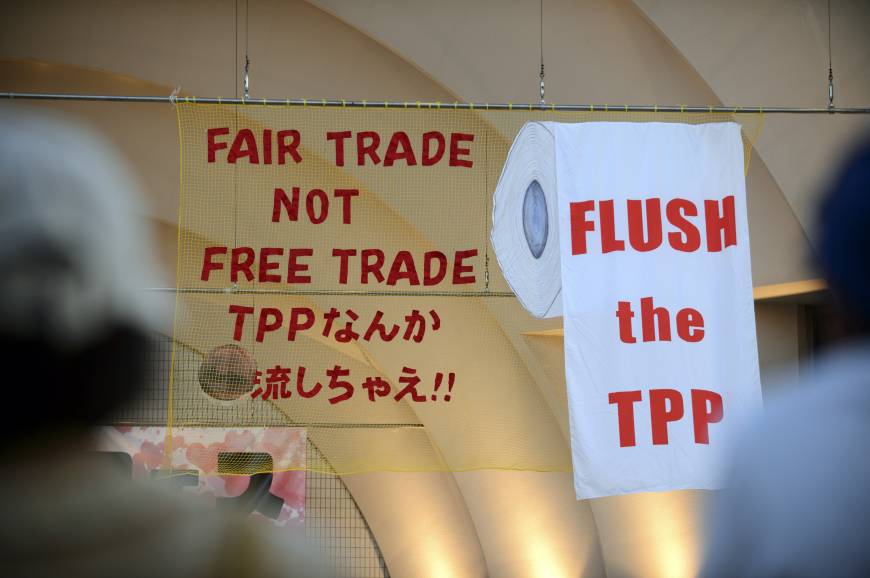 FAIR TRADE
NOT
FREE TRADE
TPPなんか
流しちゃえ!!
FLUSH
the
TPP